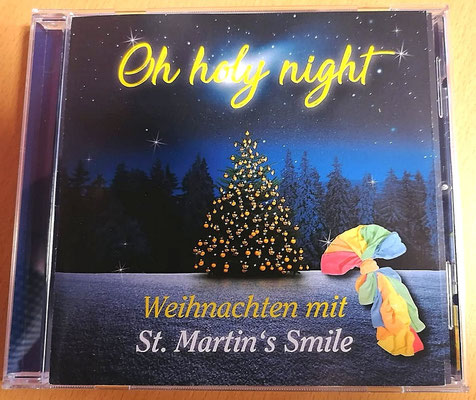 Oh holy night
Weihnachten mit
St. Martin‘s Smile